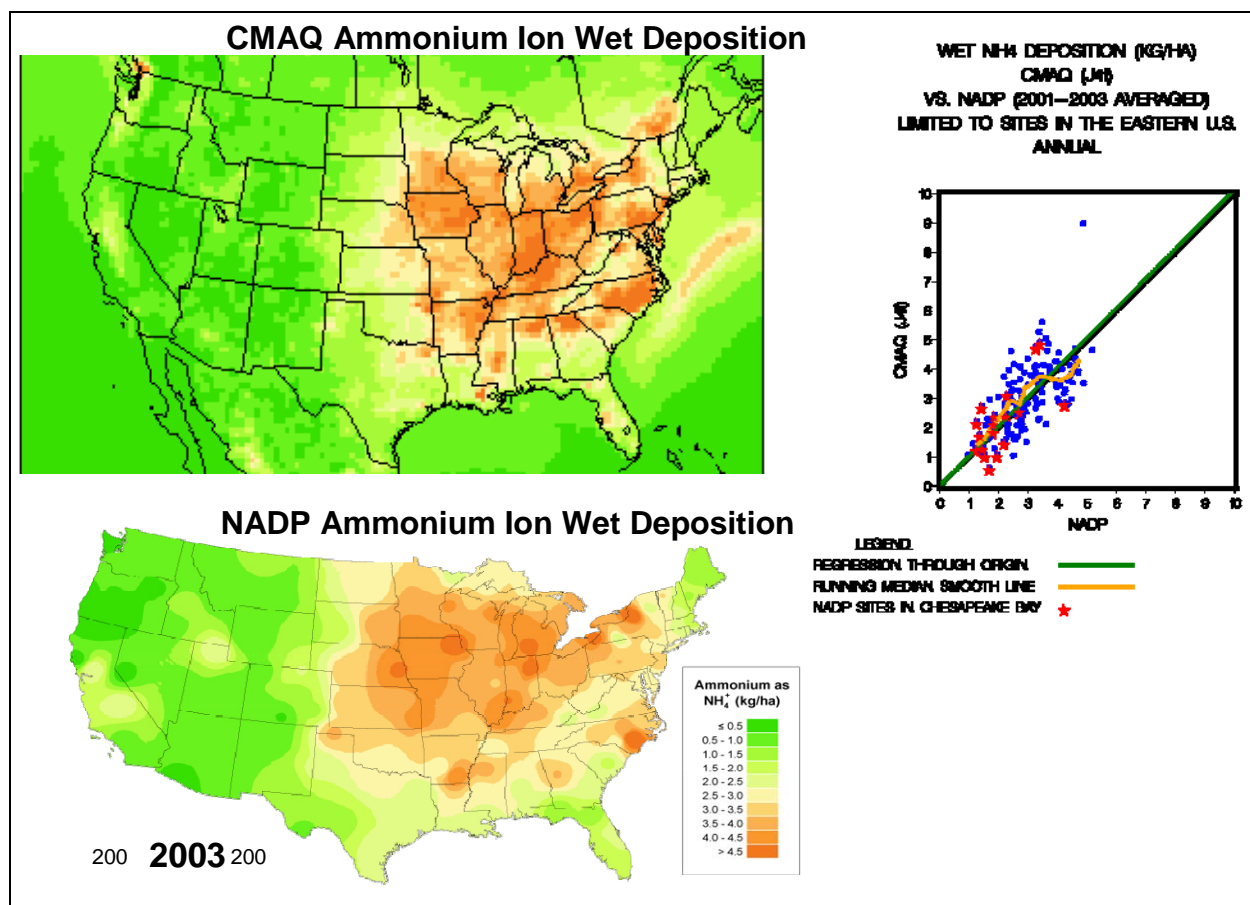 CMAQ Ammonium Ion Wet Deposition
WET NH4 DEPOSITION (KG/HA)
CMAQ (J4f)
VS. NADP (2001-2003 AVERAGED)
LIMITED TO SITES IN THE EASTERN U.S.
ANNUAL
10
9
8
7
6
5
4
3
2
1
0
CMAQ (J4f)
0 1 2 3 4 5 6 7 8 9 10
NADP
LEGEND
REGRESSION THROUGH ORIGIN
RUNNING MEDIAN SMOOTH LINE
NADP SITES IN CHESAPEAKE BAY
NADP Ammonium Ion Wet Deposition
Ammonium as
NH₄⁺ (kg/ha)
≤ 0.5
0.5 - 1.0
1.0 - 1.5
1.5 - 2.0
2.0 - 2.5
2.5 - 3.0
3.0 - 3.5
3.5 - 4.0
4.0 - 4.5
> 4.5
200 2003 200